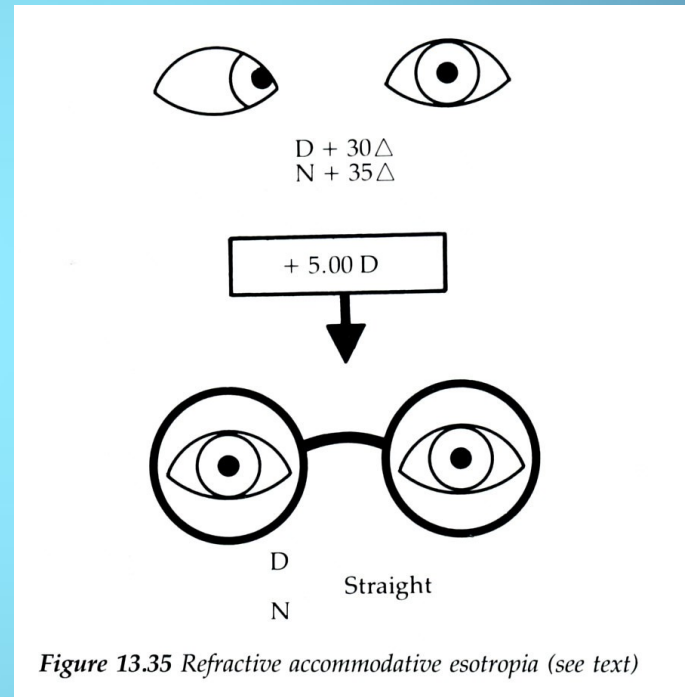 D + 30△
N + 35△
+ 5.00 D
D
Straight
N
Figure 13.35 Refractive accommodative esotropia (see text)